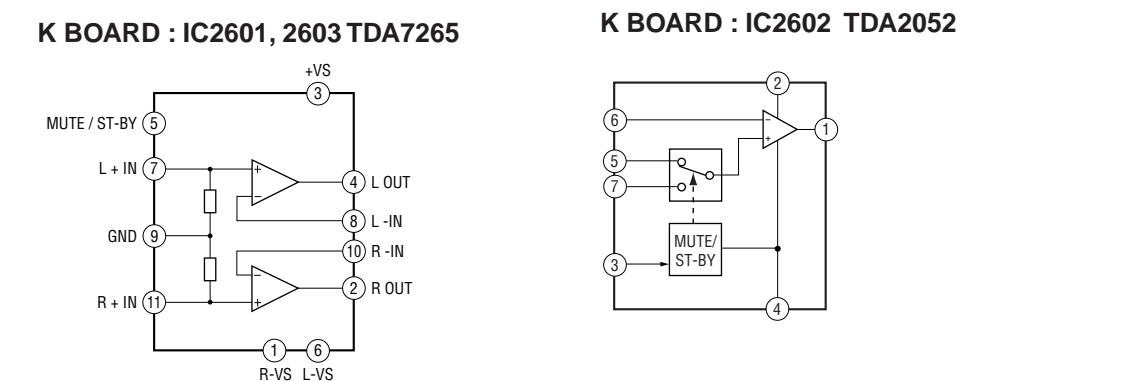 K BOARD : IC2601, 2603 TDA7265
+VS
3
MUTE / ST-BY 5
L + IN 7
+
4 L OUT
−
8 L -IN
GND 9
10 R -IN
−
R + IN 11
+
2 R OUT
1
6
R-VS L-VS
K BOARD : IC2602 TDA2052
2
6
−
+
1
5
7
MUTE/
ST-BY
3
4